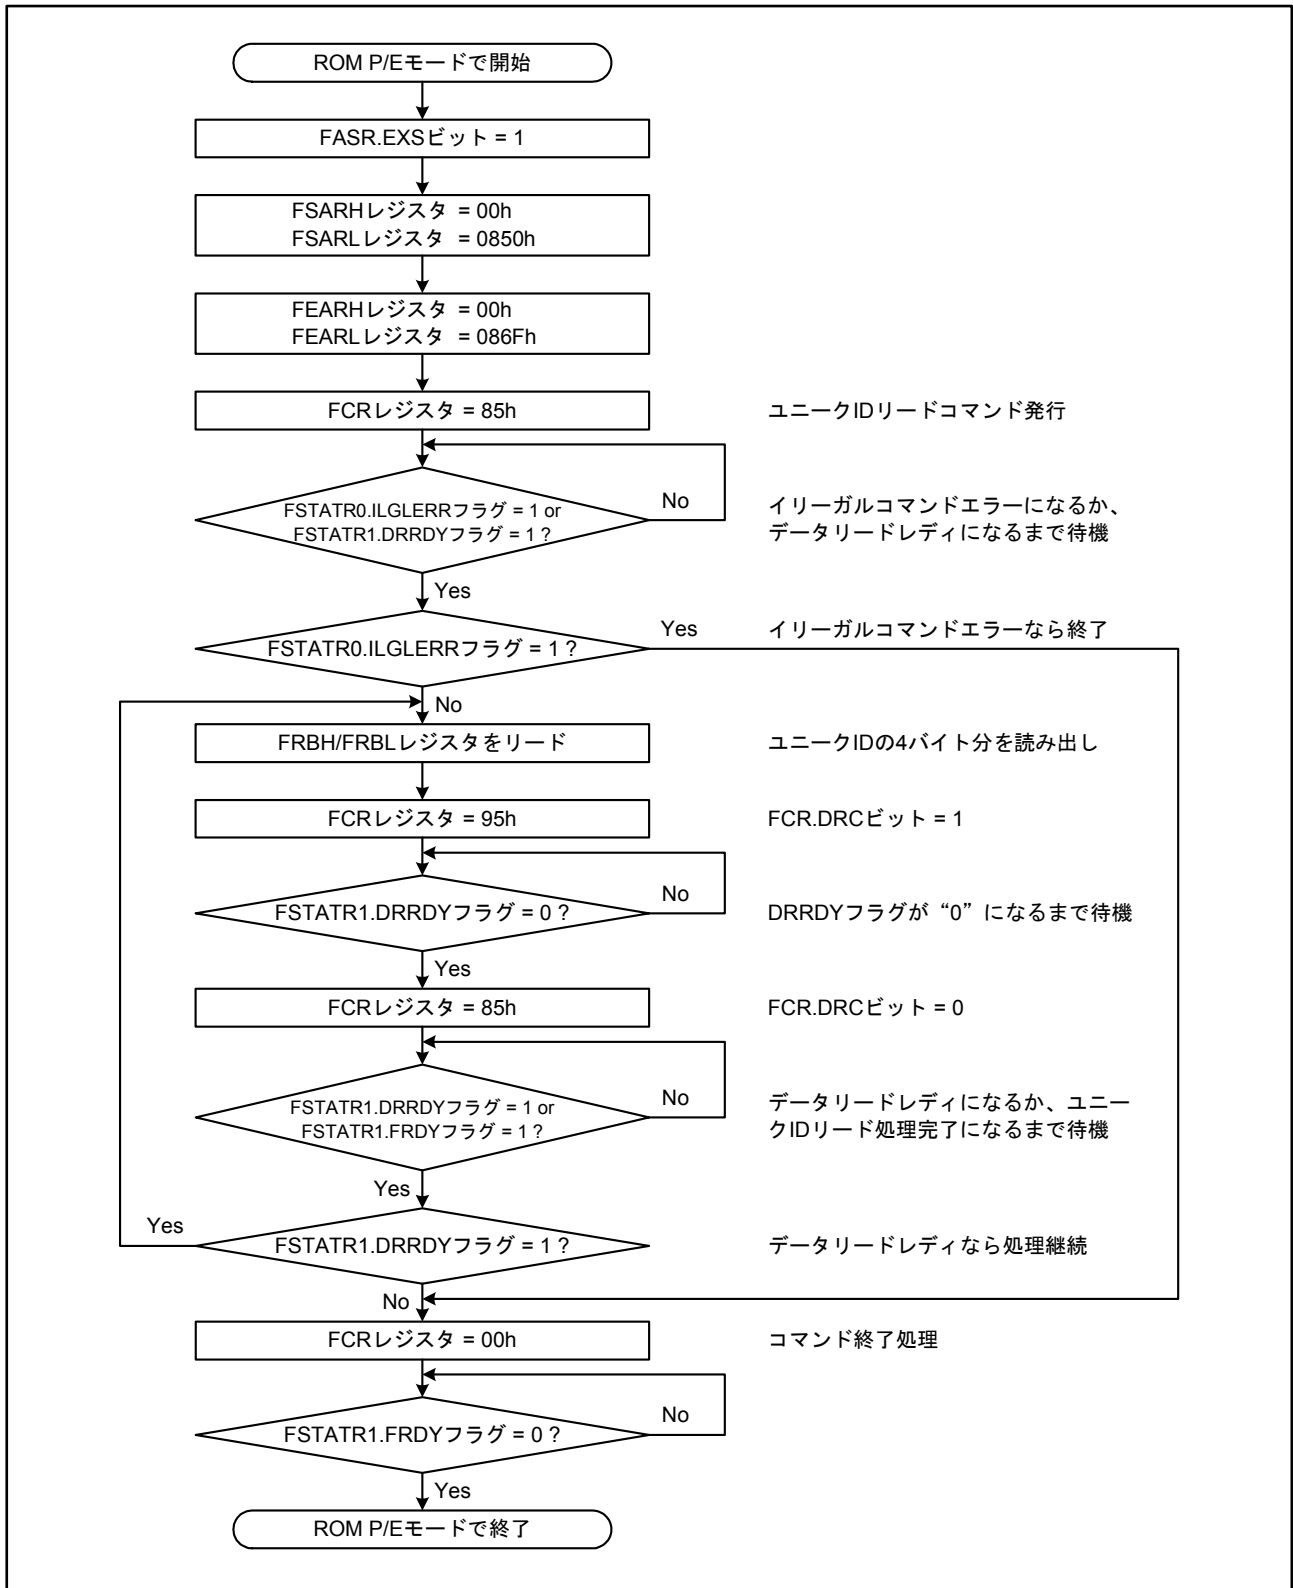 ROM P/Eモードで開始
FASR.EXSビット = 1
FSARHレジスタ = 00h
FSARLレジスタ = 0850h
FEARHレジスタ = 00h
FEARLレジスタ = 086Fh
FCRレジスタ = 85h
ユニークIDリードコマンド発行
FSTATR0.ILGLERRフラグ = 1 or
FSTATR1.DRRDYフラグ = 1 ?
No
イリーガルコマンドエラーになるか、
データリードレディになるまで待機
Yes
FSTATR0.ILGLERRフラグ = 1 ?
Yes
イリーガルコマンドエラーなら終了
No
FRBH/FRBLレジスタをリード
ユニークIDの4バイト分を読み出し
FCRレジスタ = 95h
FCR.DRCビット = 1
FSTATR1.DRRDYフラグ = 0 ?
No
DRRDYフラグが“0”になるまで待機
Yes
FCRレジスタ = 85h
FCR.DRCビット = 0
FSTATR1.DRRDYフラグ = 1 or
FSTATR1.FRDYフラグ = 1 ?
No
データリードレディになるか、ユニー
クIDリード処理完了になるまで待機
Yes
Yes
FSTATR1.DRRDYフラグ = 1 ?
データリードレディなら処理継続
No
FCRレジスタ = 00h
コマンド終了処理
FSTATR1.FRDYフラグ = 0 ?
No
Yes
ROM P/Eモードで終了